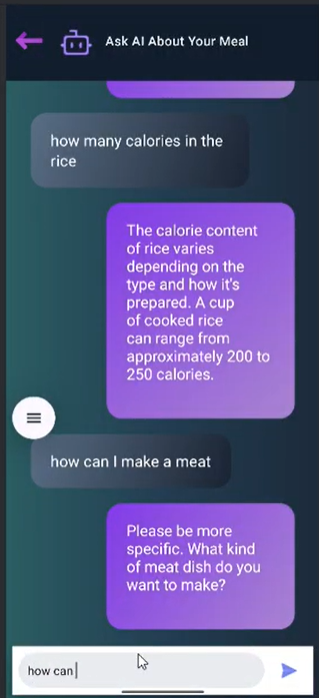 Ask AI About Your Meal
how many calories in the
rice
The calorie content
of rice varies
depending on the
type and how it's
prepared. A cup
of cooked rice
can range from
approximately 200 to
250 calories.
how can I make a meat
Please be more
specific. What kind
of meat dish do you
want to make?
how can